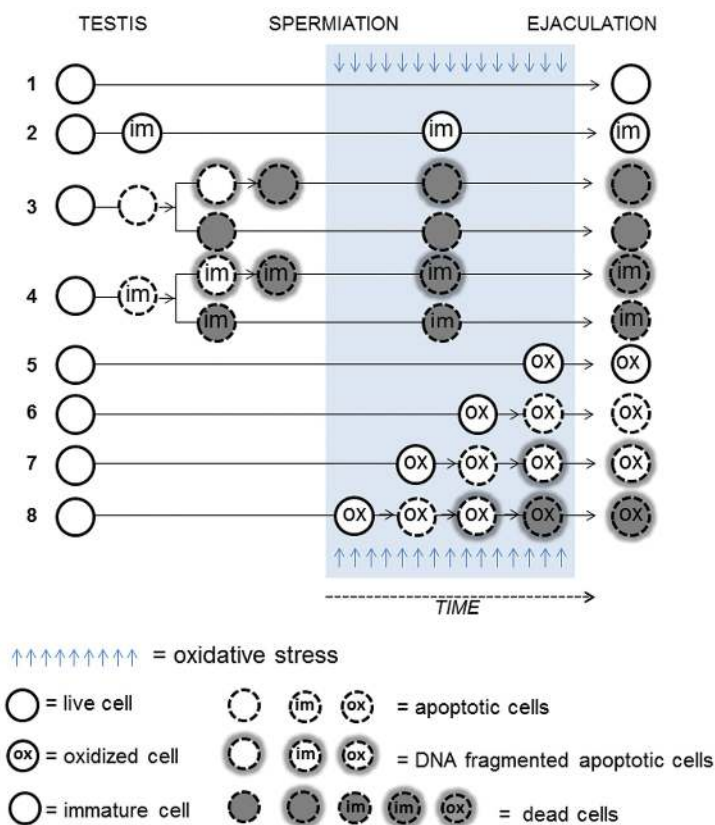 TESTIS SPERMIATION EJACULATION
1
2 im im im
3
im im im im
4 im
im im im
5 ox ox
6 ox ox ox
7 ox ox ox ox
8 ox ox ox ox ox
TIME
= oxidative stress
= live cell im ox = apoptotic cells
ox = oxidized cell im ox = DNA fragmented apoptotic cells
= immature cell im im ox = dead cells